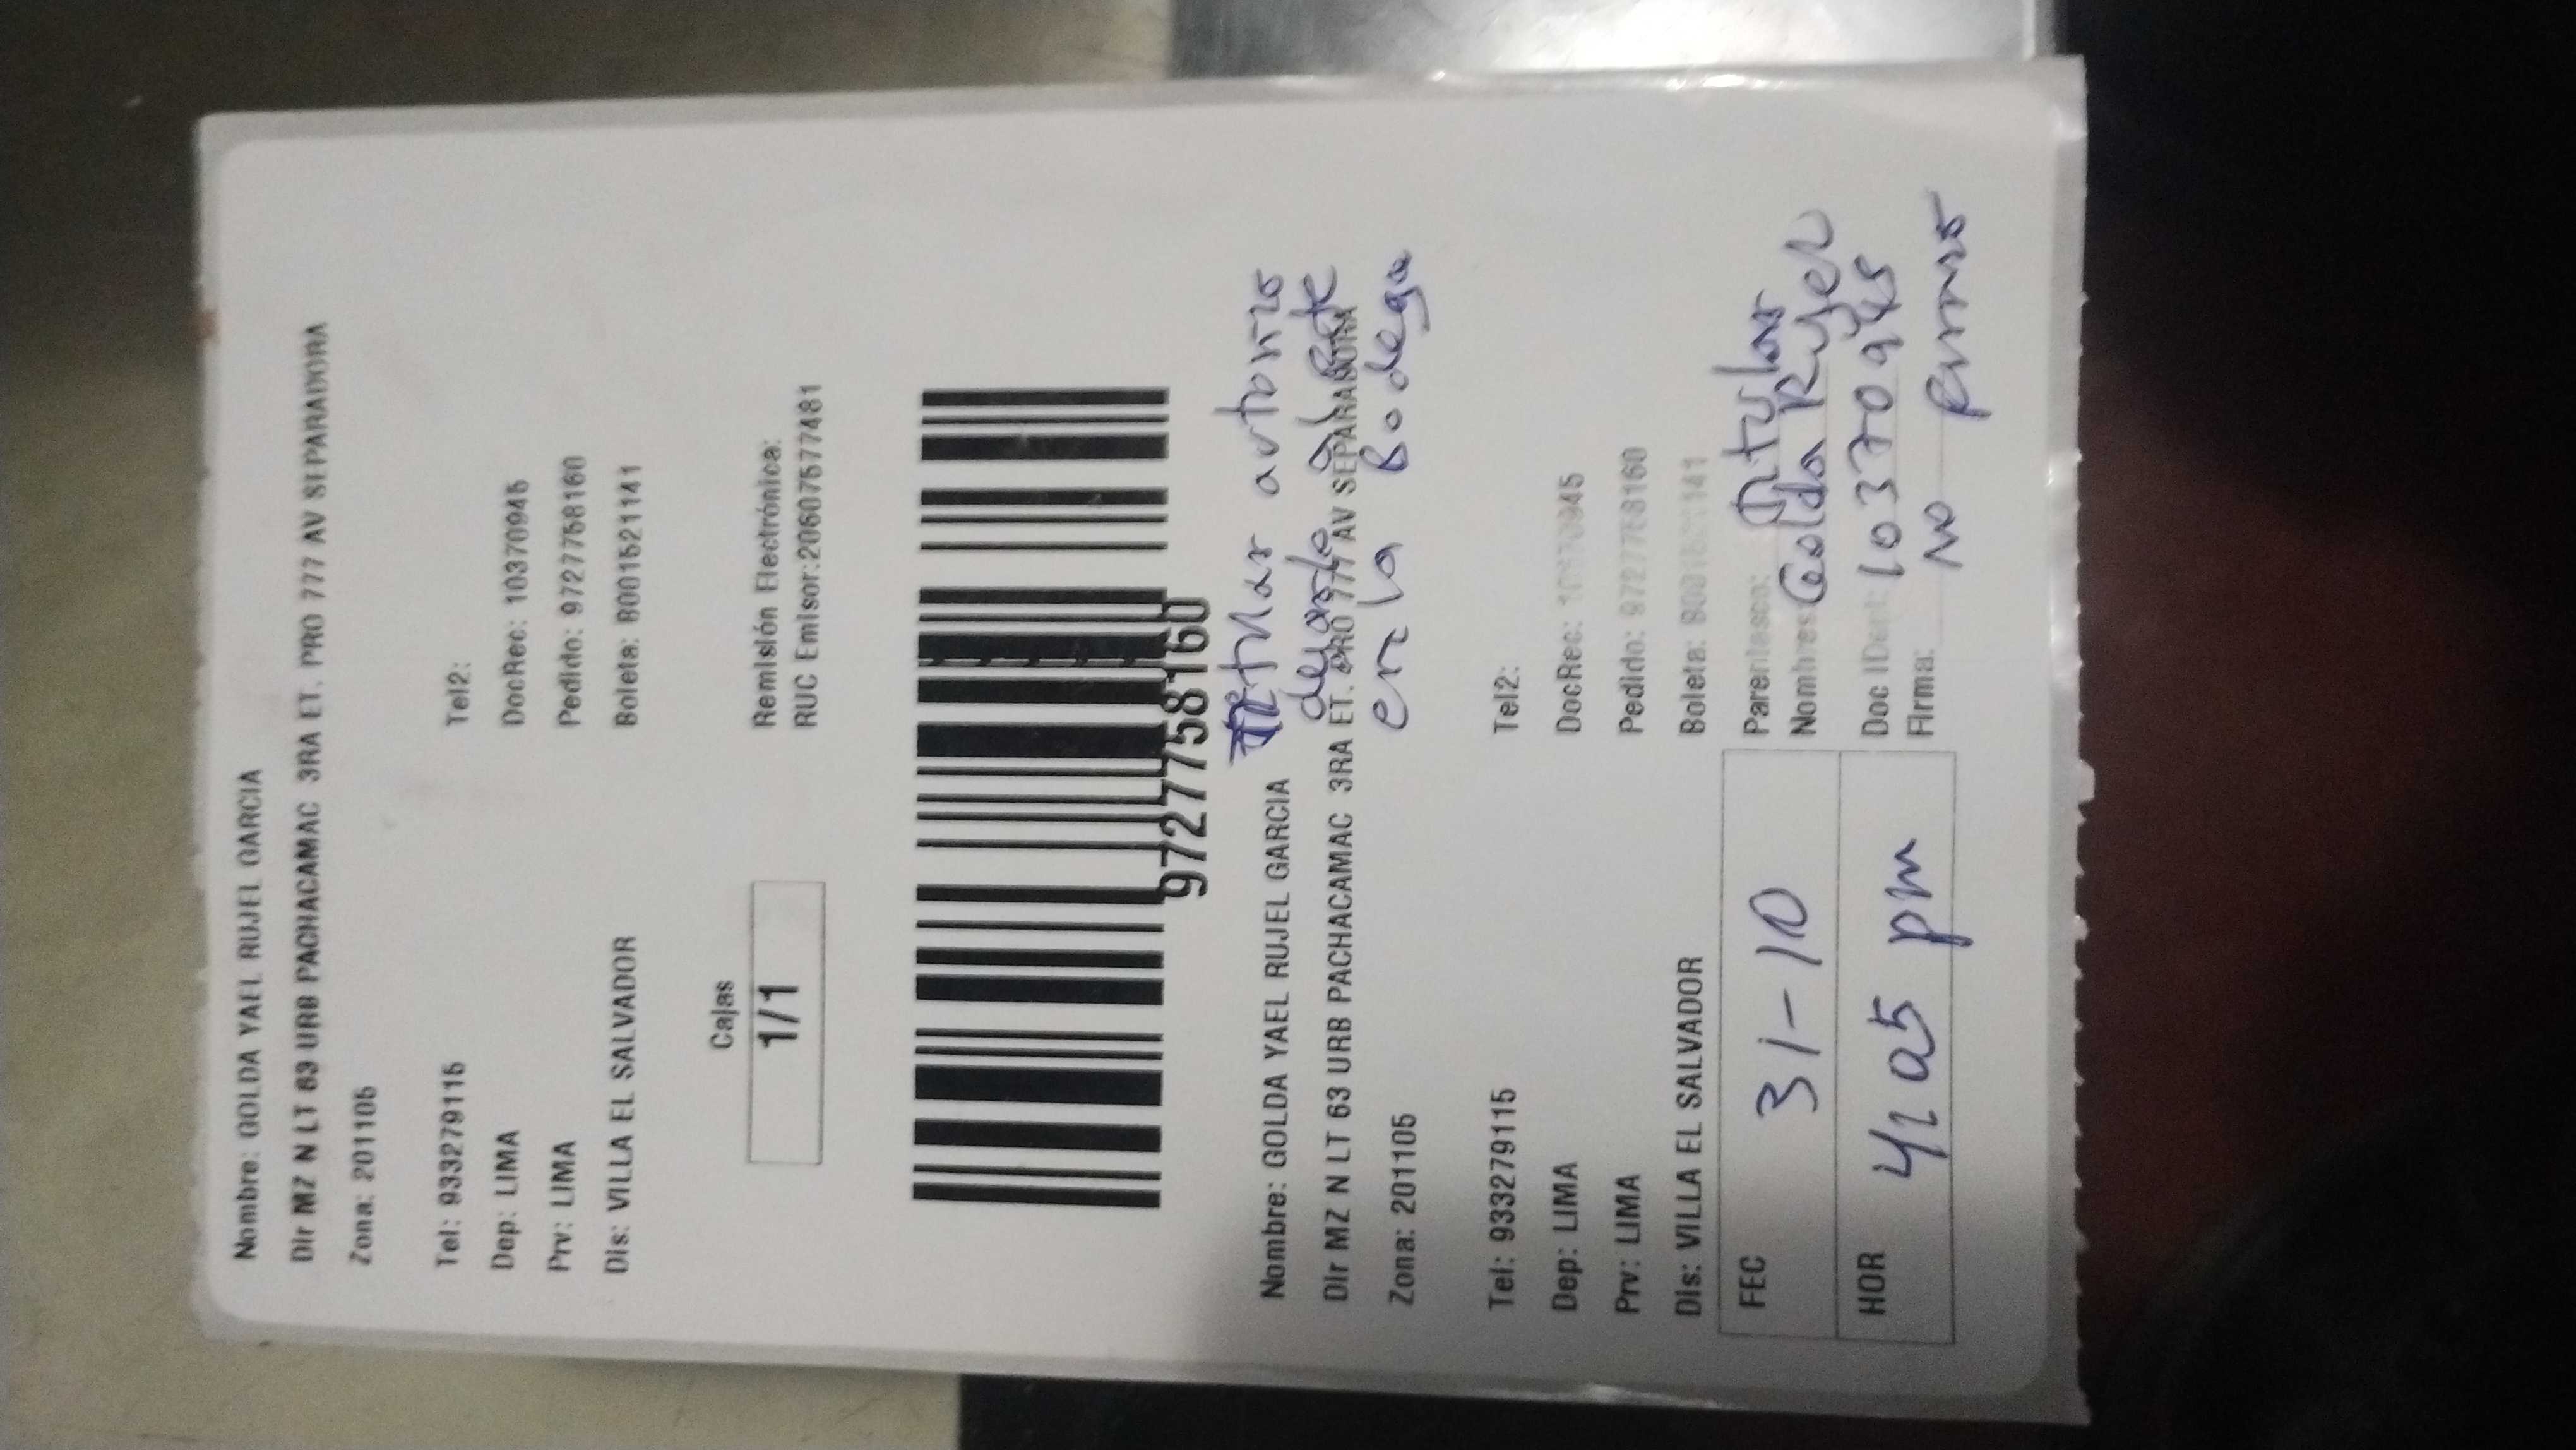 Nombre: GOLDA YAEL RUJEL GARCIA
Dir MZ N LT 63 URB PACHACAMAC 3RA ET. PRO 777 AV SEPARADORA
Zona: 201105
Tel: 933279115 Tel2:
Dep: LIMA DocRec: 10370945
Prv: LIMA Pedido: 9727758160
Dis: VILLA EL SALVADOR Boleta: B001521141
Cajas
1/1
Remisión Electrónica:
RUC Emisor:20607577481
9727758160
titular autorizo
Nombre: GOLDA YAEL RUJEL GARCIA
dejarlo al
Dir MZ N LT 63 URB PACHACAMAC 3RA ET. PRO 777 AV SEPARADORA
en la Bodega
Zona: 201105
Tel: 933279115 Tel2:
Dep: LIMA DocRec: 10370945
Prv: LIMA Pedido: 9727758160
Dis: VILLA EL SALVADOR Boleta: B001521141
FEC 31-10
Parentesco: Titular
Nombres: Golda Rujel
HOR 4:05 pm
Doc IDent: 10370945
Firma: No firmo